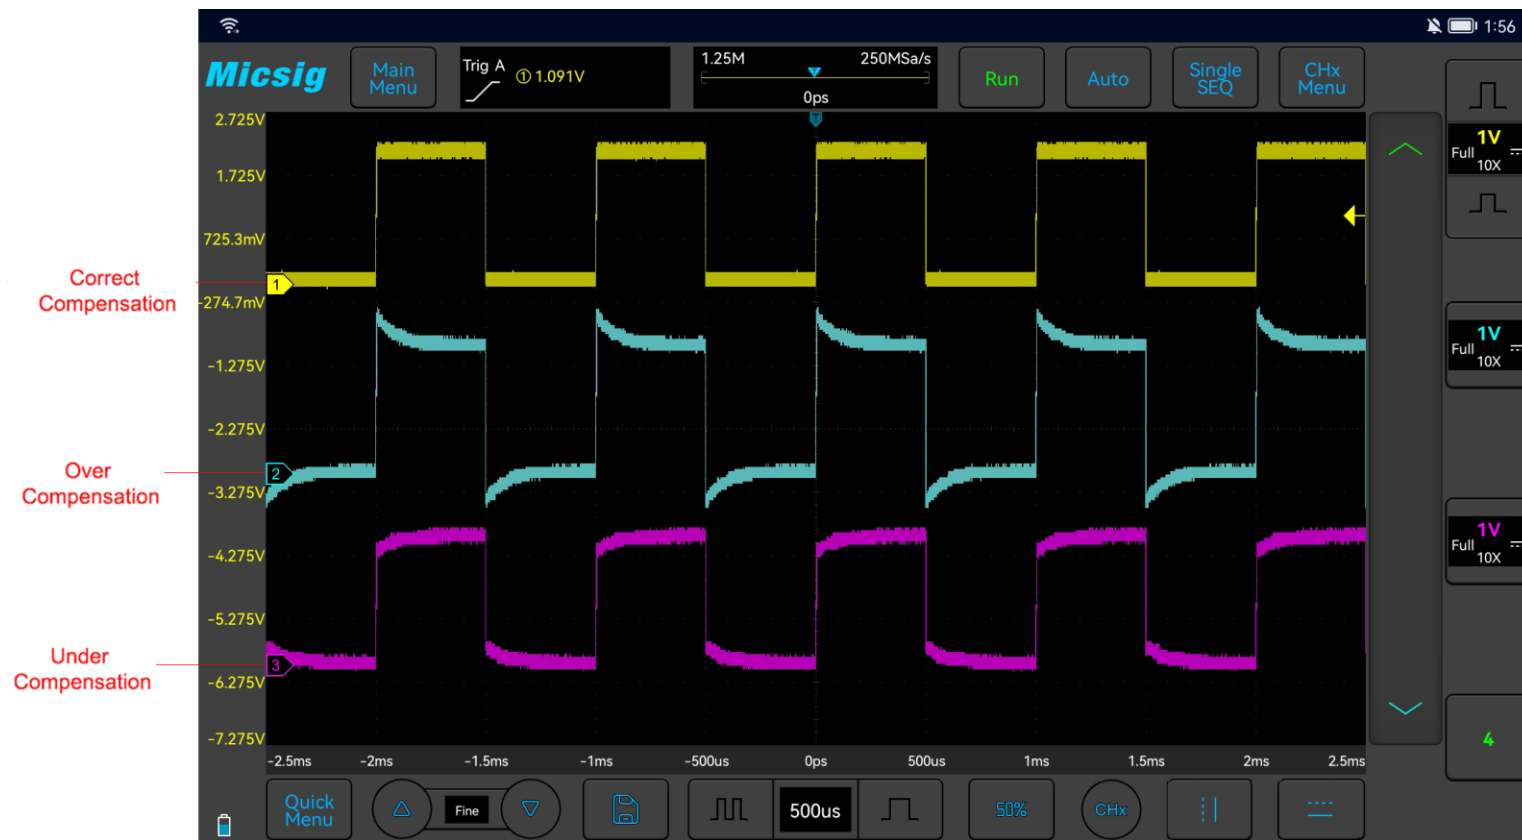 1:56
Micsig
Main
Menu
Trig A
1 1.091V
1.25M
250MSa/s
T
0ps
Run
Auto
Single
SEQ
CHx
Menu
2.725V
T
1.725V
725.3mV
-274.7mV
-1.275V
-2.275V
-3.275V
-4.275V
-5.275V
-6.275V
-7.275V
Correct
Compensation
1
Over
Compensation
2
Under
Compensation
3
1V
Full
10X
1V
Full
10X
1V
Full
10X
4
-2.5ms
-2ms
-1.5ms
-1ms
-500us
0ps
500us
1ms
1.5ms
2ms
2.5ms
Quick
Menu
Fine
500us
50%
CHx